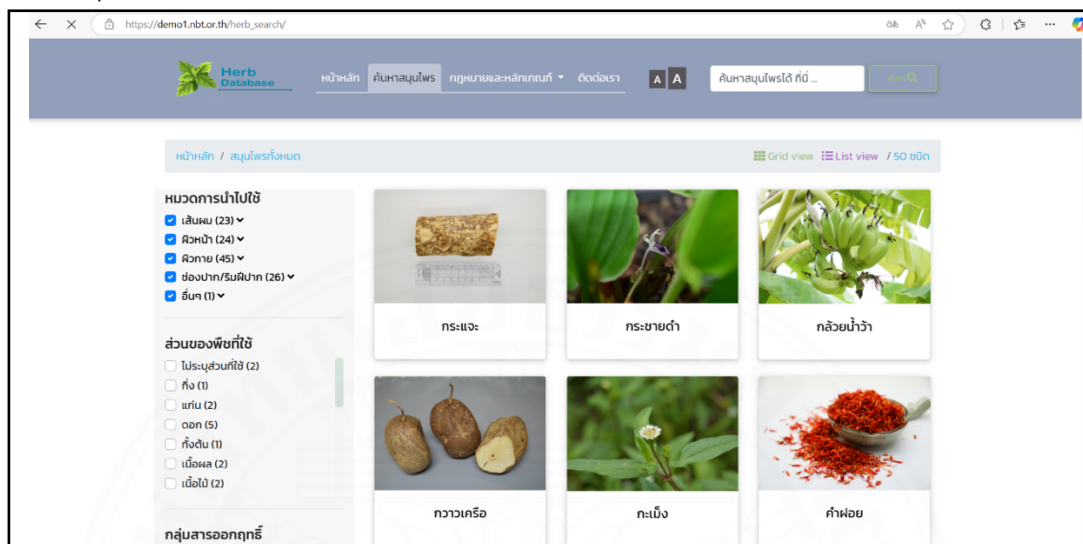 https://demo1.nbt.or.th/herb_search/
Herb
Database
หน้าหลัก ค้นหาสมุนไพร กฎหมายและหลักเกณฑ์ ติดต่อเรา A A ค้นหาสมุนไพรได้ ที่นี่ ...
หน้าหลัก / สมุนไพรทั้งหมด Grid view List view / 50 ชนิด
หมวดการนำไปใช้
เส้นผม (23)
ผิวหน้า (24)
ผิวกาย (45)
ช่องปาก/ริมฝีปาก (26)
อื่นๆ (1)
กระแจะ กระชายดำ กล้วยน้ำว้า
ส่วนของพืชที่ใช้
ไม่ระบุส่วนที่ใช้ (2)
กิ่ง (1)
แก่น (2)
ดอก (5)
ทั้งต้น (1)
เนื้อผล (2)
เนื้อไม้ (2)
กวาวเครือ กะเม็ง คำฝอย
กลุ่มสารออกฤทธิ์